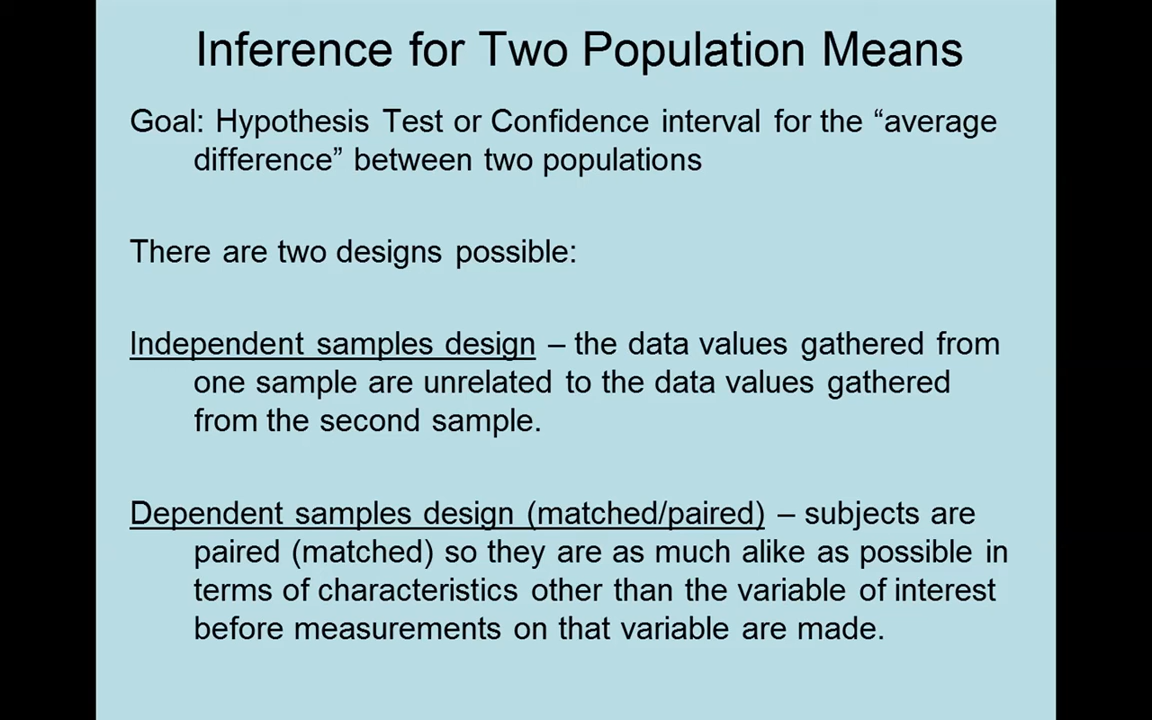 Inference for Two Population Means
Goal: Hypothesis Test or Confidence interval for the “average
difference” between two populations
There are two designs possible:
Independent samples design – the data values gathered from
one sample are unrelated to the data values gathered
from the second sample.
Dependent samples design (matched/paired) – subjects are
paired (matched) so they are as much alike as possible in
terms of characteristics other than the variable of interest
before measurements on that variable are made.